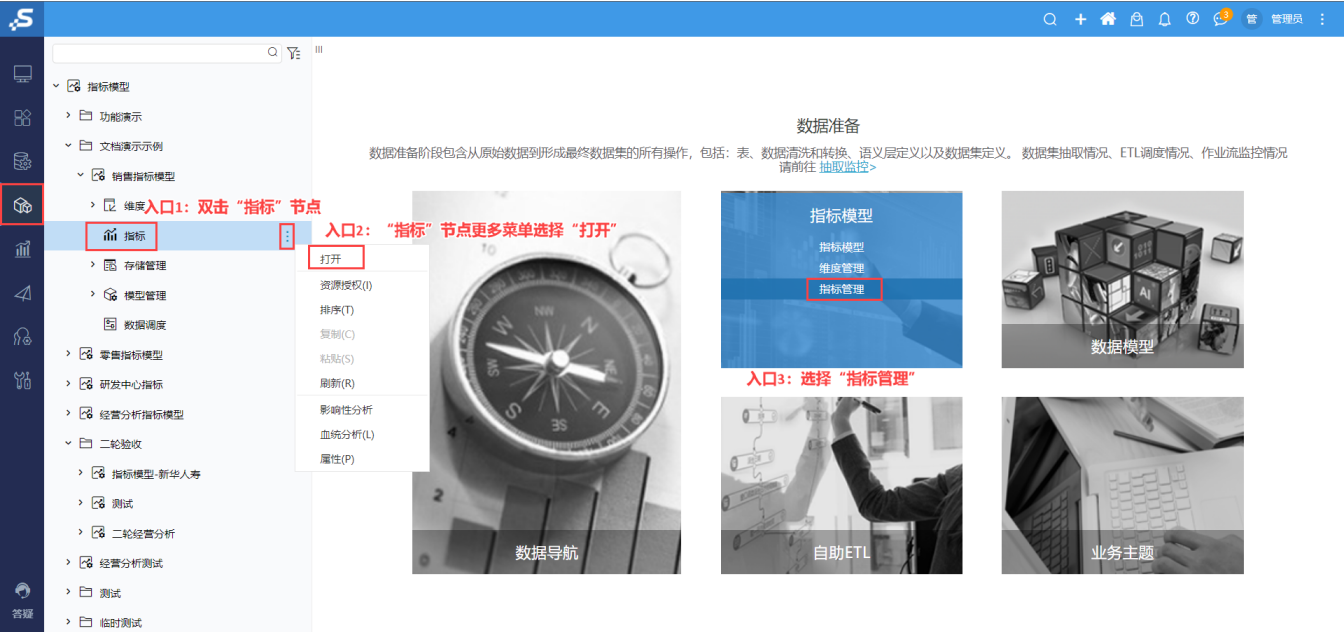 3
管 管理员
指标模型
功能演示
文档演示示例
销售指标模型
维度
入口1：双击“指标”节点
指标
入口2：“指标”节点更多菜单选择“打开”
存储管理
模型管理
数据调度
零售指标模型
研发中心指标
经营分析指标模型
二轮验收
指标模型-新华人寿
测试
二轮经营分析
经营分析测试
测试
临时测试
答疑
打开
资源授权(I)
排序(T)
复制(C)
粘贴(S)
刷新(R)
影响性分析
血统分析(L)
属性(P)
数据准备
数据准备阶段包含从原始数据到形成最终数据集的所有操作，包括：表、数据清洗和转换、语义层定义以及数据集定义。 数据集抽取情况、ETL调度情况、作业流监控情况
请前往 抽取监控>
数据导航
指标模型
指标模型
维度管理
指标管理
入口3：选择“指标管理”
数据模型
自助ETL
业务主题